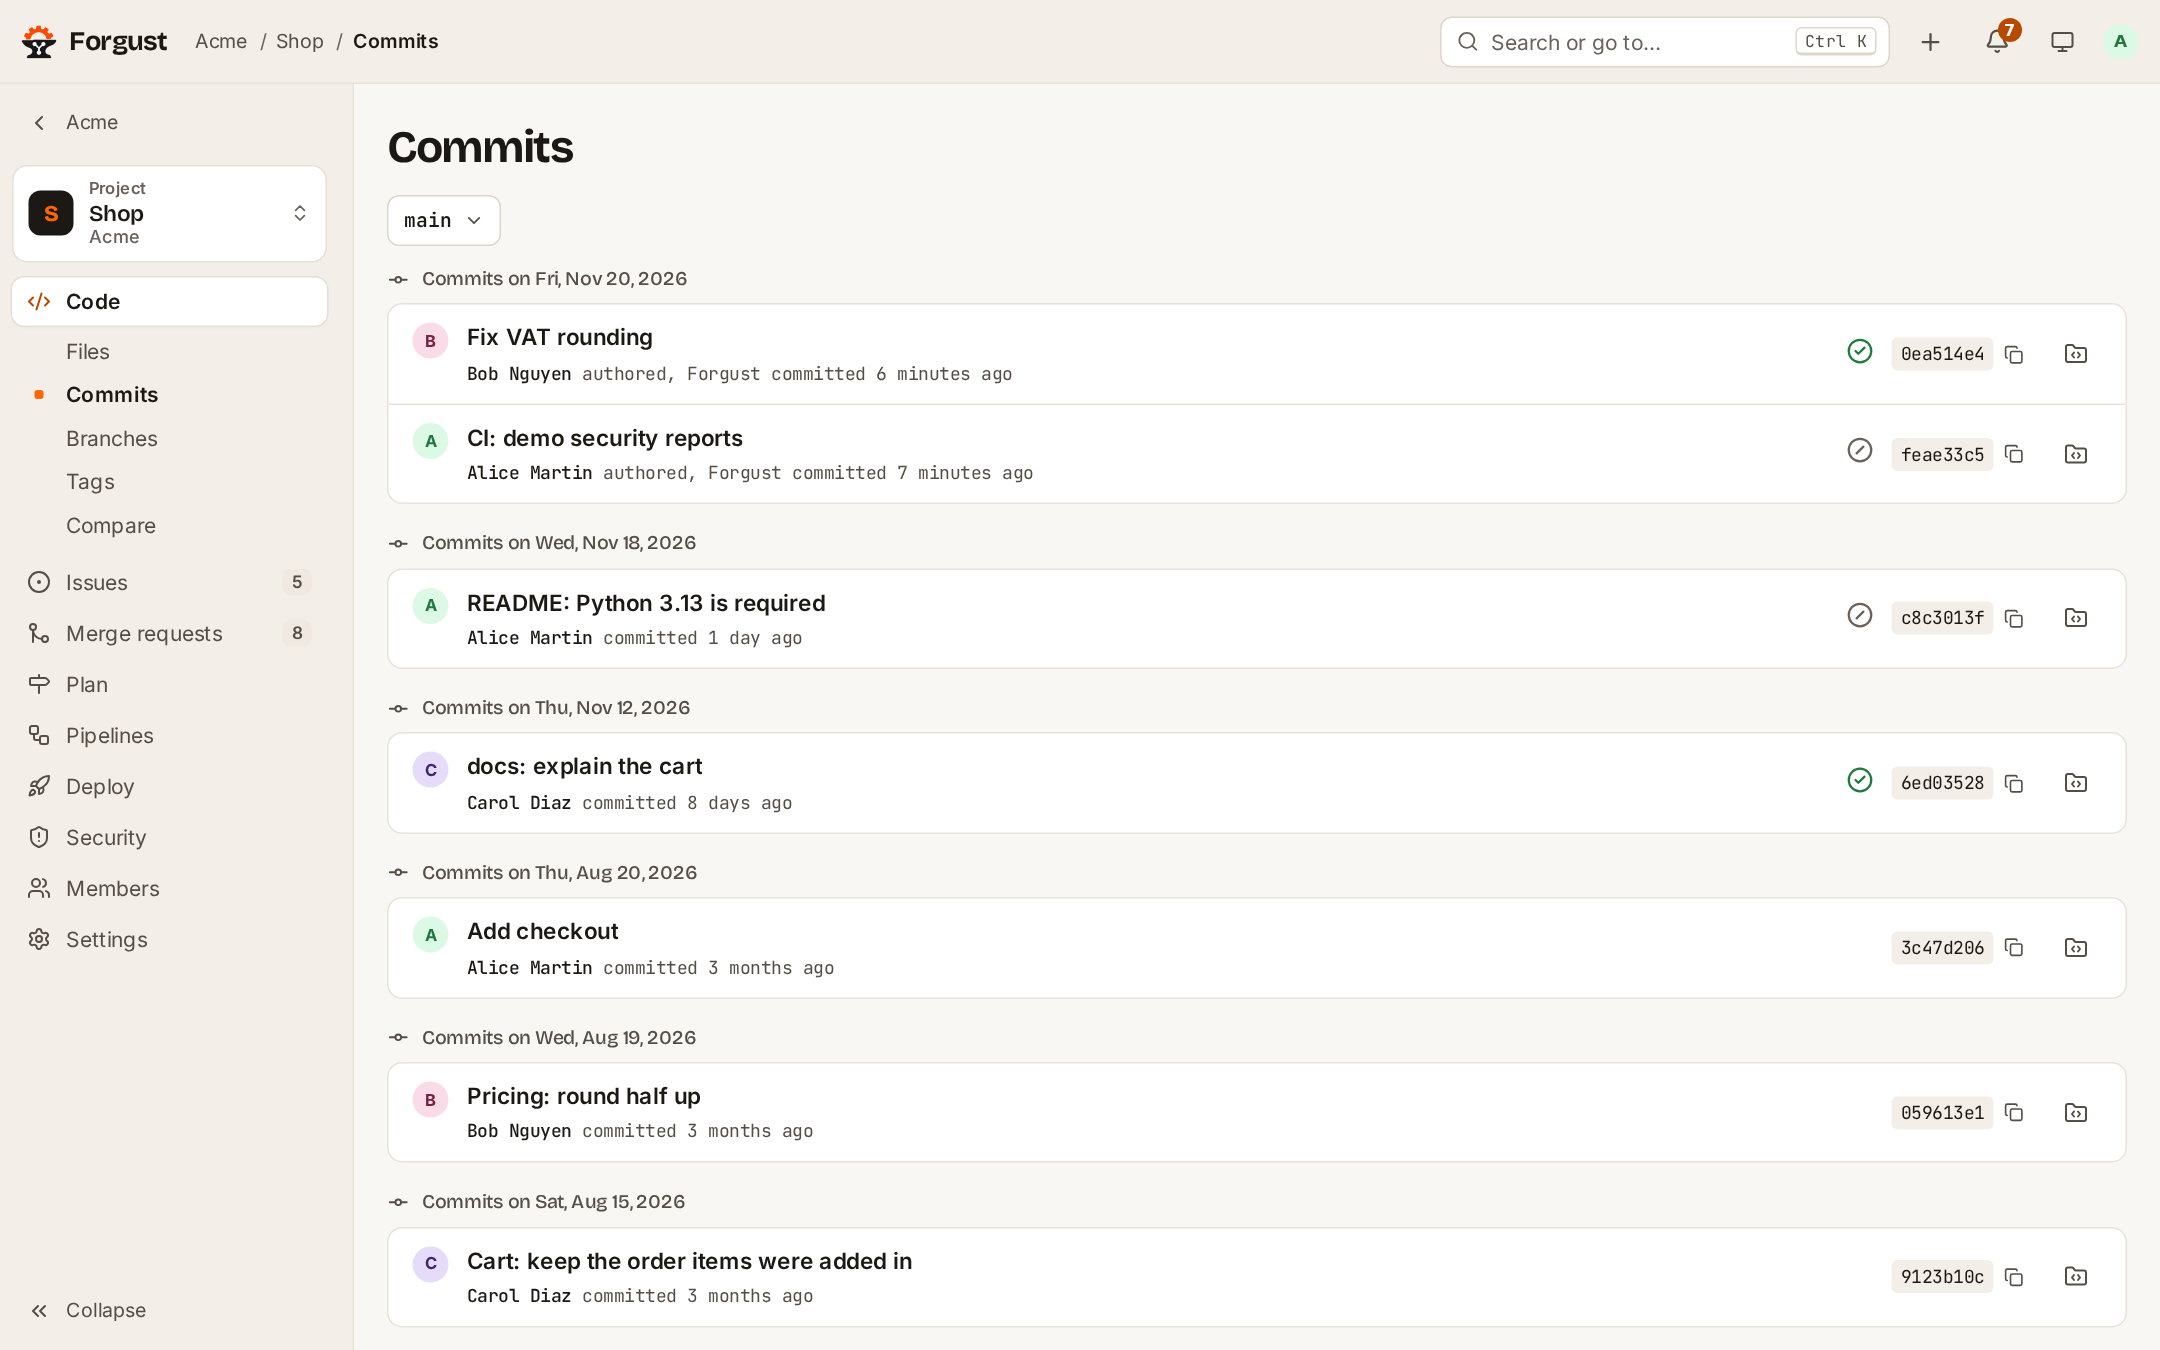 Forgust
Acme / Shop / Commits
Search or go to...
Ctrl K
7
A
Acme
S
Project
Shop
Acme
Code
Files
Commits
Branches
Tags
Compare
Issues 5
Merge requests 8
Plan
Pipelines
Deploy
Security
Members
Settings
Collapse
Commits
main
Commits on Fri, Nov 20, 2026
B
Fix VAT rounding
Bob Nguyen authored, Forgust committed 6 minutes ago
0ea514e4
A
CI: demo security reports
Alice Martin authored, Forgust committed 7 minutes ago
feae33c5
Commits on Wed, Nov 18, 2026
A
README: Python 3.13 is required
Alice Martin committed 1 day ago
c8c3013f
Commits on Thu, Nov 12, 2026
C
docs: explain the cart
Carol Diaz committed 8 days ago
6ed03528
Commits on Thu, Aug 20, 2026
A
Add checkout
Alice Martin committed 3 months ago
3c47d206
Commits on Wed, Aug 19, 2026
B
Pricing: round half up
Bob Nguyen committed 3 months ago
059613e1
Commits on Sat, Aug 15, 2026
C
Cart: keep the order items were added in
Carol Diaz committed 3 months ago
9123b10c